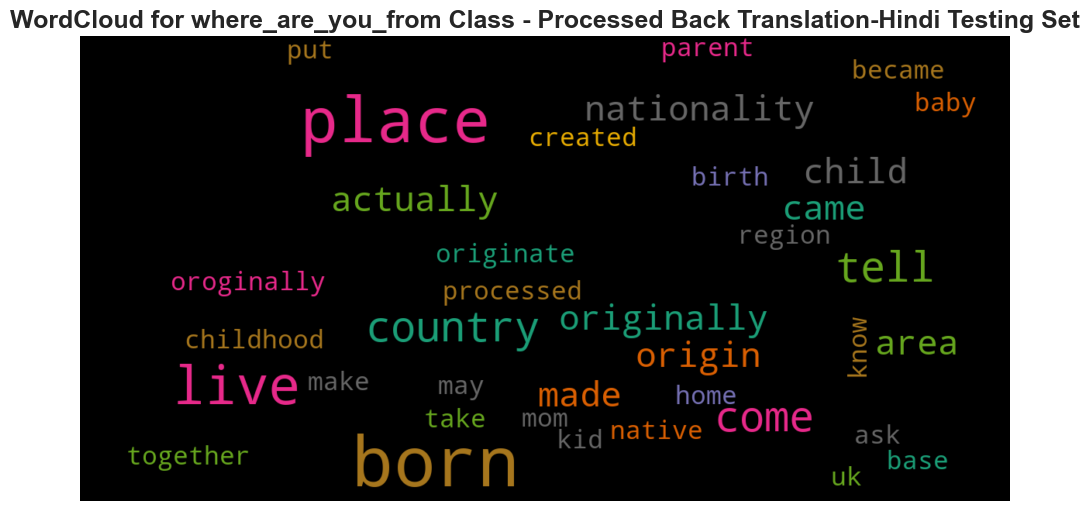 WordCloud for where_are_you_from Class - Processed Back Translation-Hindi Testing Set
put
parent
became
baby
place
nationality
created
birth
child
actually
came
region
originate
tell
oroginally
processed
country
originally
know
childhood
origin
area
live
make
may
made
home
take
mom
come
kid
native
ask
together
born
base
uk